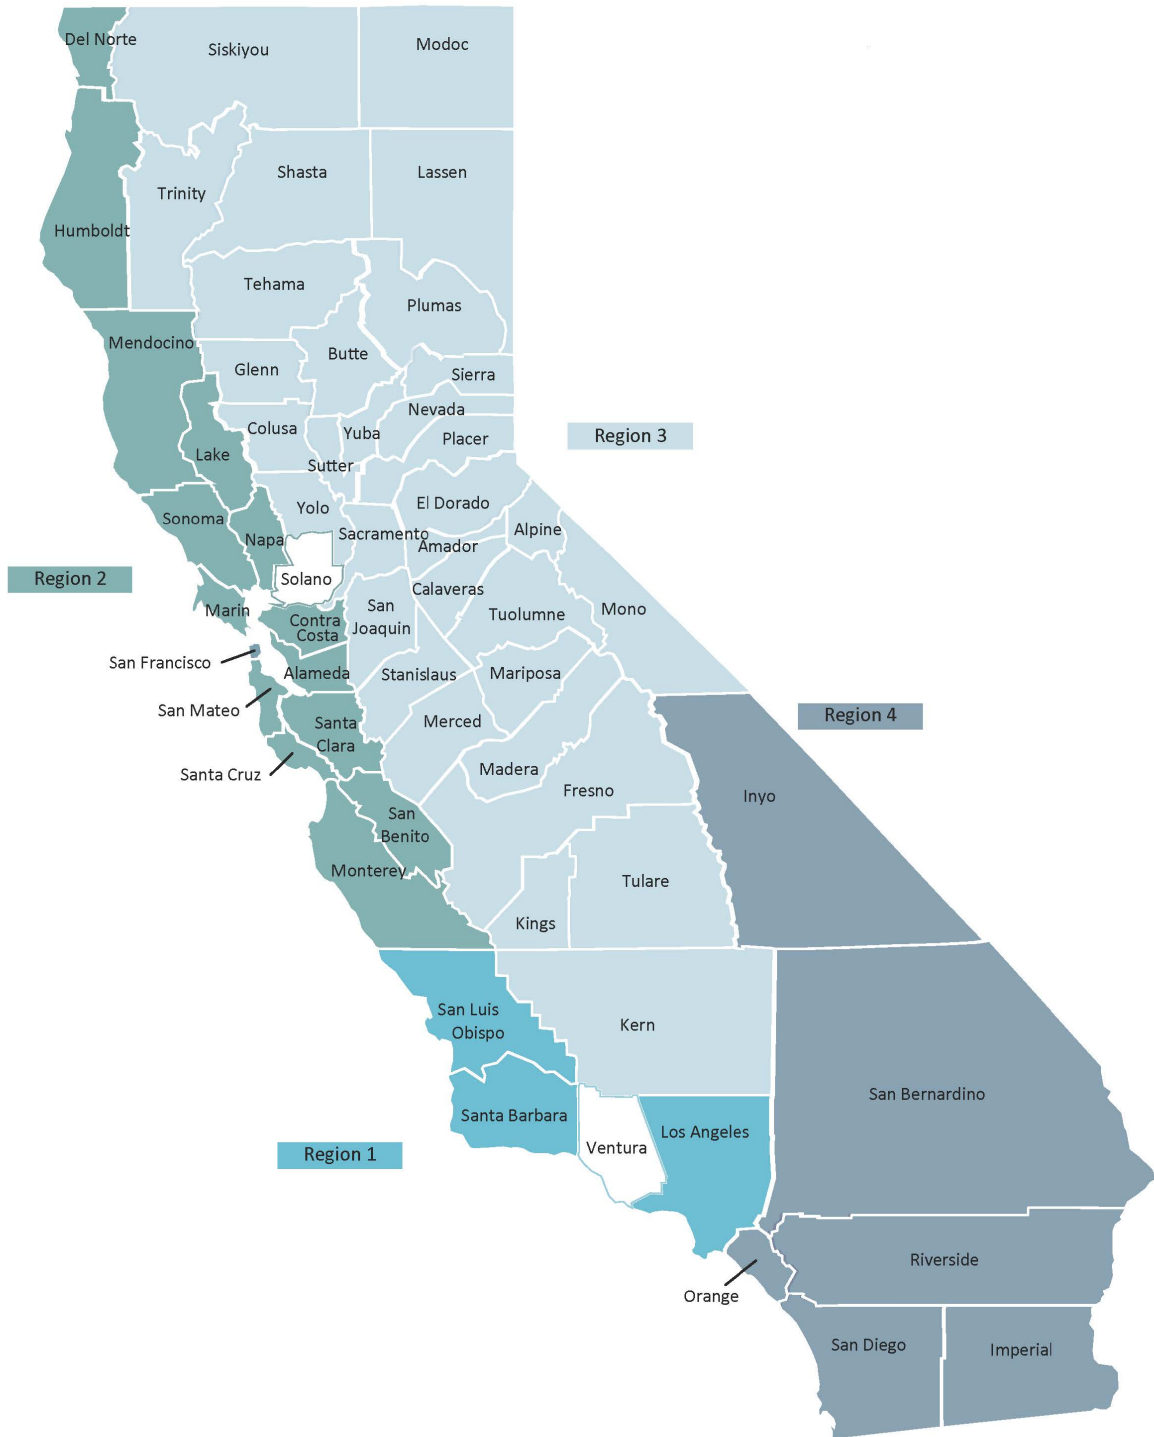 Del Norte
Siskiyou
Modoc
Shasta
Lassen
Trinity
Humboldt
Tehama
Plumas
Mendocino
Butte
Glenn
Sierra
Nevada
Colusa
Yuba
Placer
Region 3
Lake
Sutter
El Dorado
Yolo
Sonoma
Sacramento
Alpine
Napa
Amador
Region 2
Solano
Calaveras
Marin
San
Joaquin
Mono
Tuolumne
Contra
Costa
San Francisco
Alameda
Stanislaus
Mariposa
San Mateo
Merced
Region 4
Santa
Clara
Santa Cruz
Madera
Fresno
Inyo
San
Benito
Monterey
Tulare
Kings
San Luis
Obispo
Kern
San Bernardino
Santa Barbara
Los Angeles
Ventura
Region 1
Riverside
Orange
San Diego
Imperial